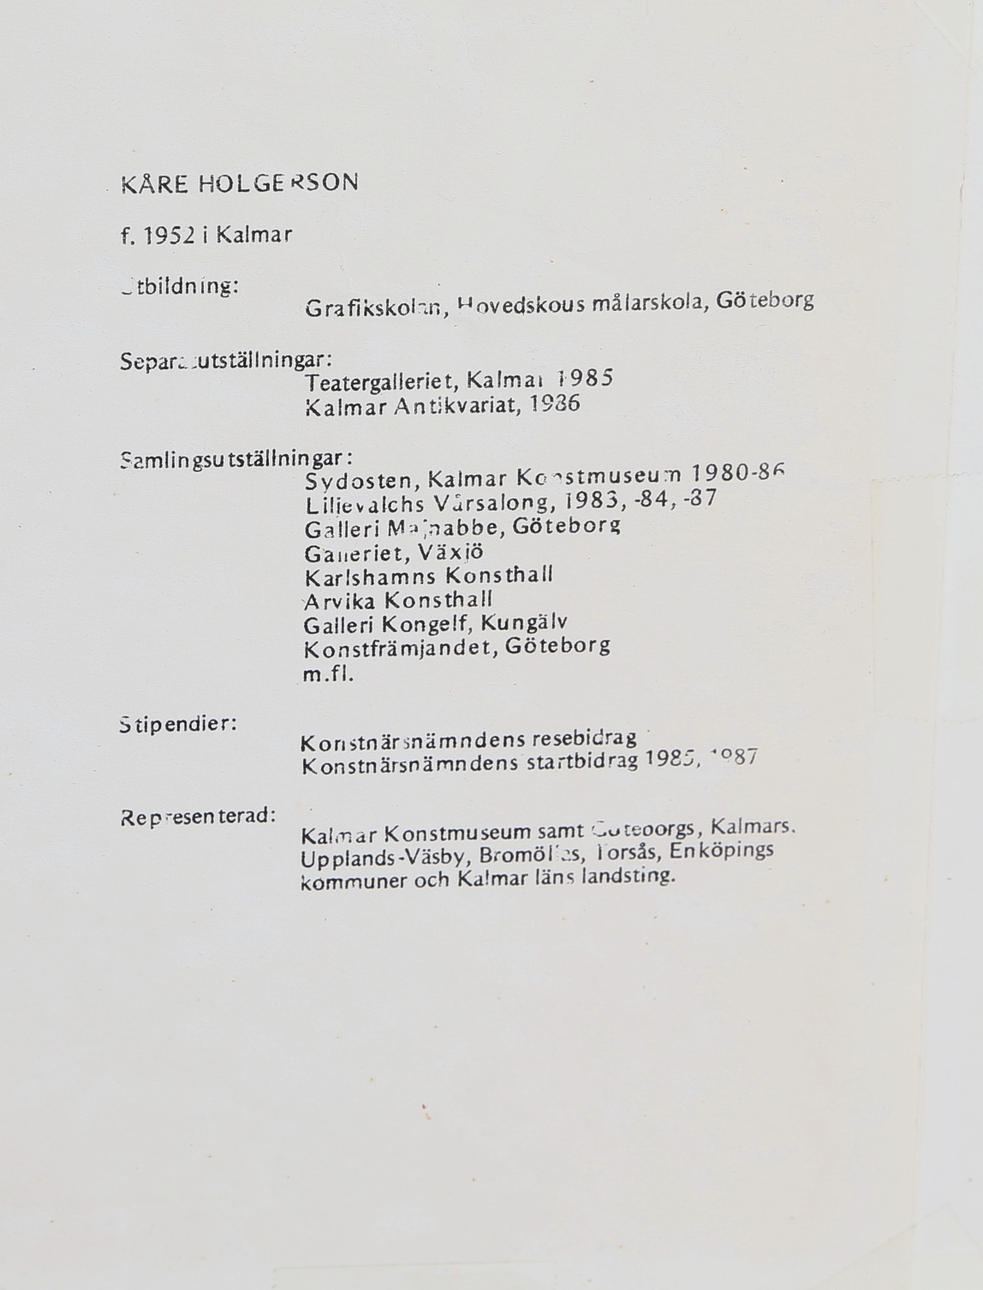 KÅRE HOLGERSON
f. 1952 i Kalmar
Utbildning:
Grafikskolan, Hovedskous målarskola, Göteborg
Separatutställningar:
Teatergalleriet, Kalmar 1985
Kalmar Antikvariat, 1986
Samlingsutställningar:
Sydosten, Kalmar Konstmuseum 1980-86
Liljevalchs Vårsalong, 1983, -84, -87
Galleri Majnabbe, Göteborg
Galleriet, Växjö
Karlshamns Konsthall
Arvika Konsthall
Galleri Kongelf, Kungälv
Konstfrämjandet, Göteborg
m.fl.
Stipendier:
Konstnärsnämndens resebidrag
Konstnärsnämndens startbidrag 1985, 1987
Representerad:
Kalmar Konstmuseum samt Göteborgs, Kalmars.
Upplands-Väsby, Bromöllas, Torsås, Enköpings
kommuner och Kalmar läns landsting.